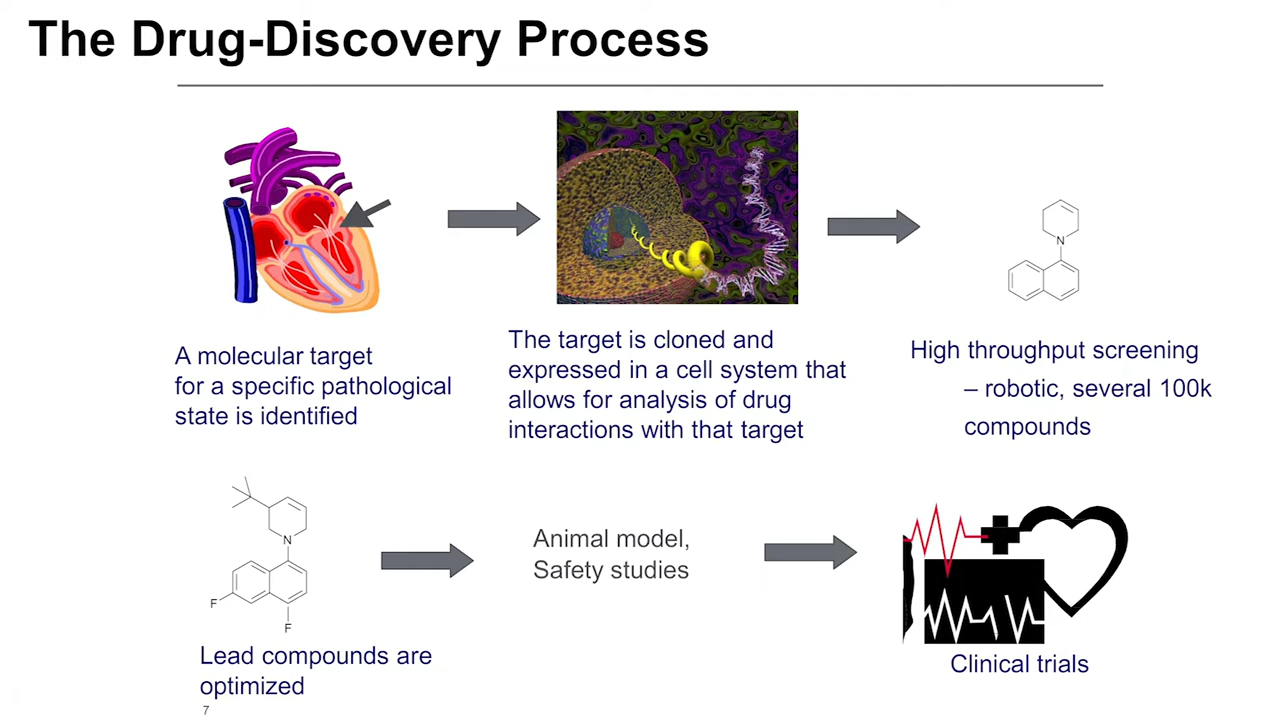 The Drug-Discovery Process
A molecular target
for a specific pathological
state is identified
The target is cloned and
expressed in a cell system that
allows for analysis of drug
interactions with that target
N
High throughput screening
– robotic, several 100k
compounds
N
F
F
Lead compounds are
optimized
Animal model,
Safety studies
Clinical trials
7